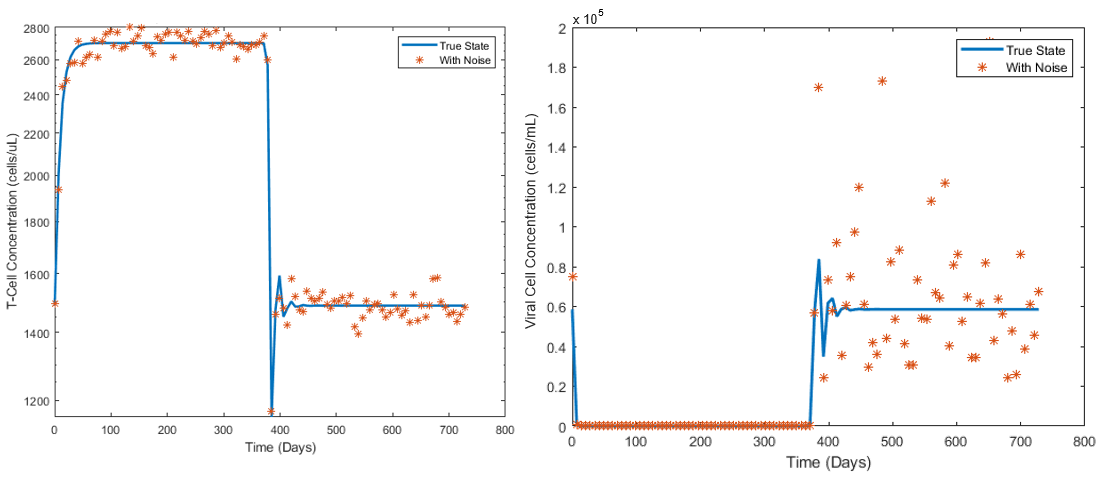 2800
2600
2400
2200
2000
1800
1600
1400
1200
T-Cell Concentration (cells/uL)
0 100 200 300 400 500 600 700 800
Time (Days)
True State
With Noise
x 10^5
2
1.8
1.6
1.4
1.2
1
0.8
0.6
0.4
0.2
0
Viral Cell Concentration (cells/mL)
0 100 200 300 400 500 600 700 800
Time (Days)
True State
With Noise